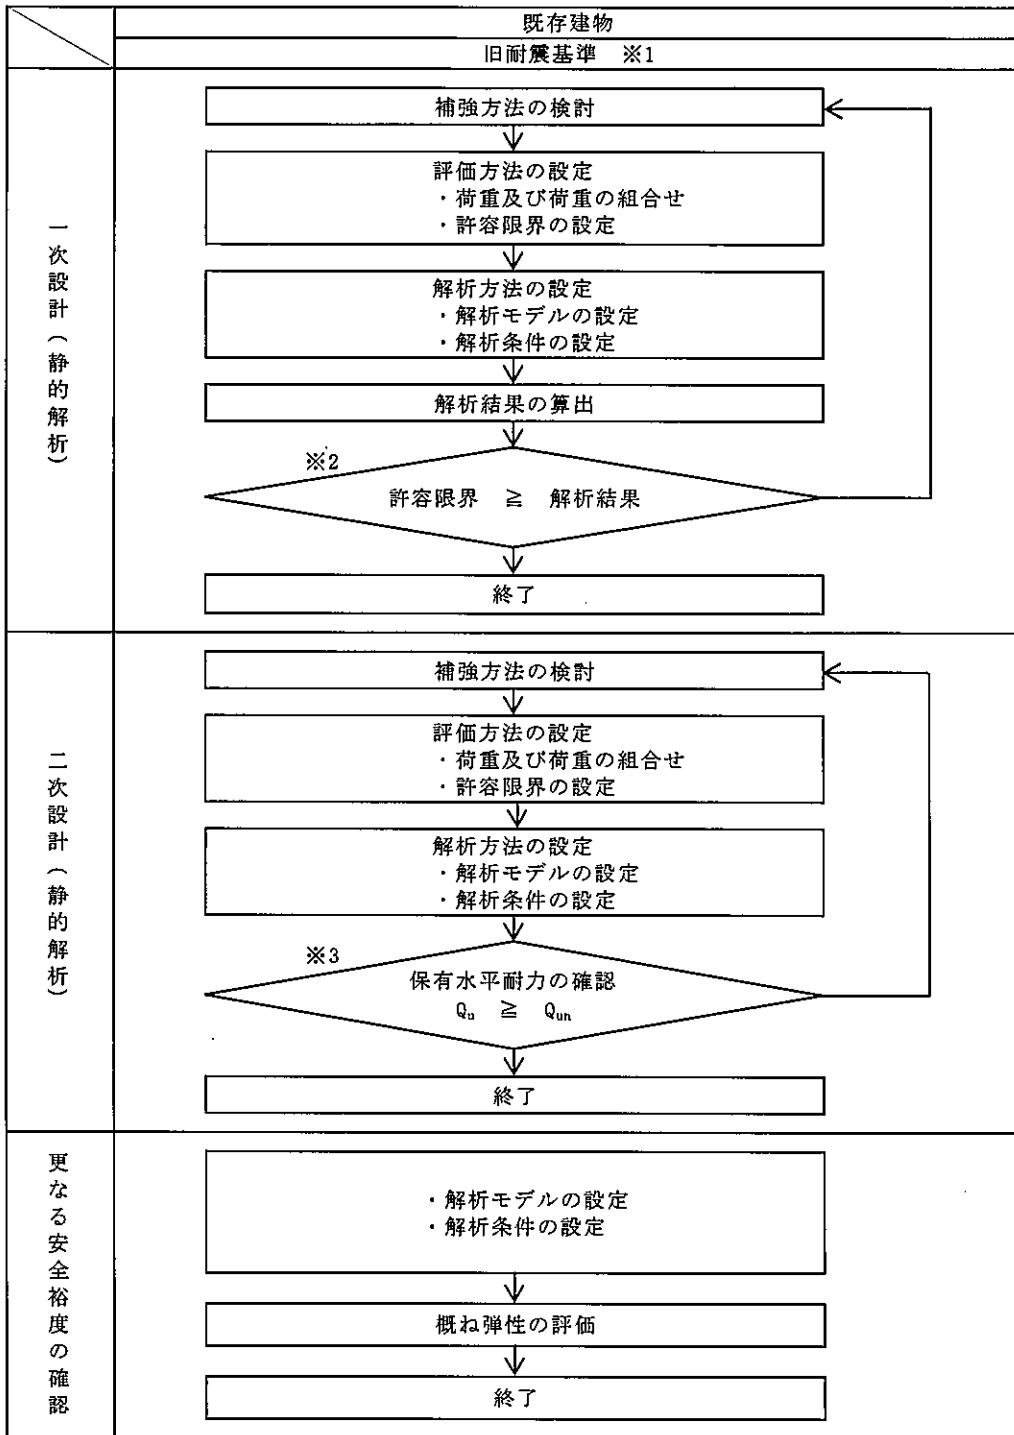 既存建物
旧耐震基準 ※1
一次設計（静的解析）
補強方法の検討
評価方法の設定
・荷重及び荷重の組合せ
・許容限界の設定
解析方法の設定
・解析モデルの設定
・解析条件の設定
解析結果の算出
※2
許容限界 ≧ 解析結果
終了
二次設計（静的解析）
補強方法の検討
評価方法の設定
・荷重及び荷重の組合せ
・許容限界の設定
解析方法の設定
・解析モデルの設定
・解析条件の設定
※3
保有水平耐力の確認
Qu ≧ Qun
終了
更なる安全裕度の確認
・解析モデルの設定
・解析条件の設定
概ね弾性の評価
終了